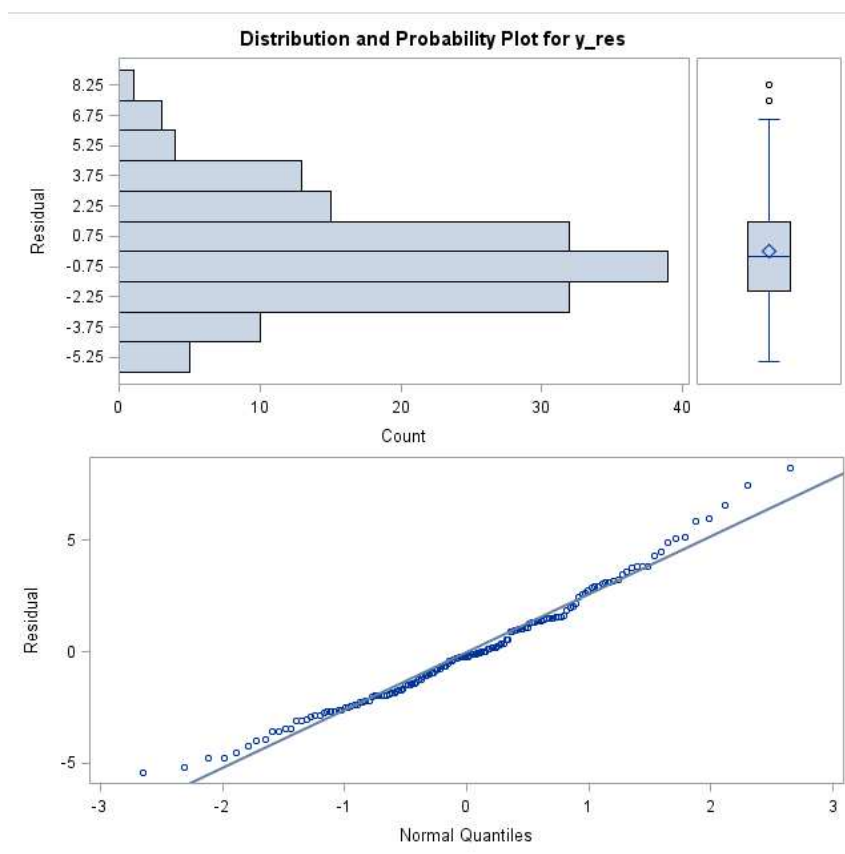 Distribution and Probability Plot for y_res
8.25
6.75
5.25
3.75
2.25
0.75
-0.75
-2.25
-3.75
-5.25
Residual
0 10 20 30 40
Count
5
0
-5
Residual
-3 -2 -1 0 1 2 3
Normal Quantiles